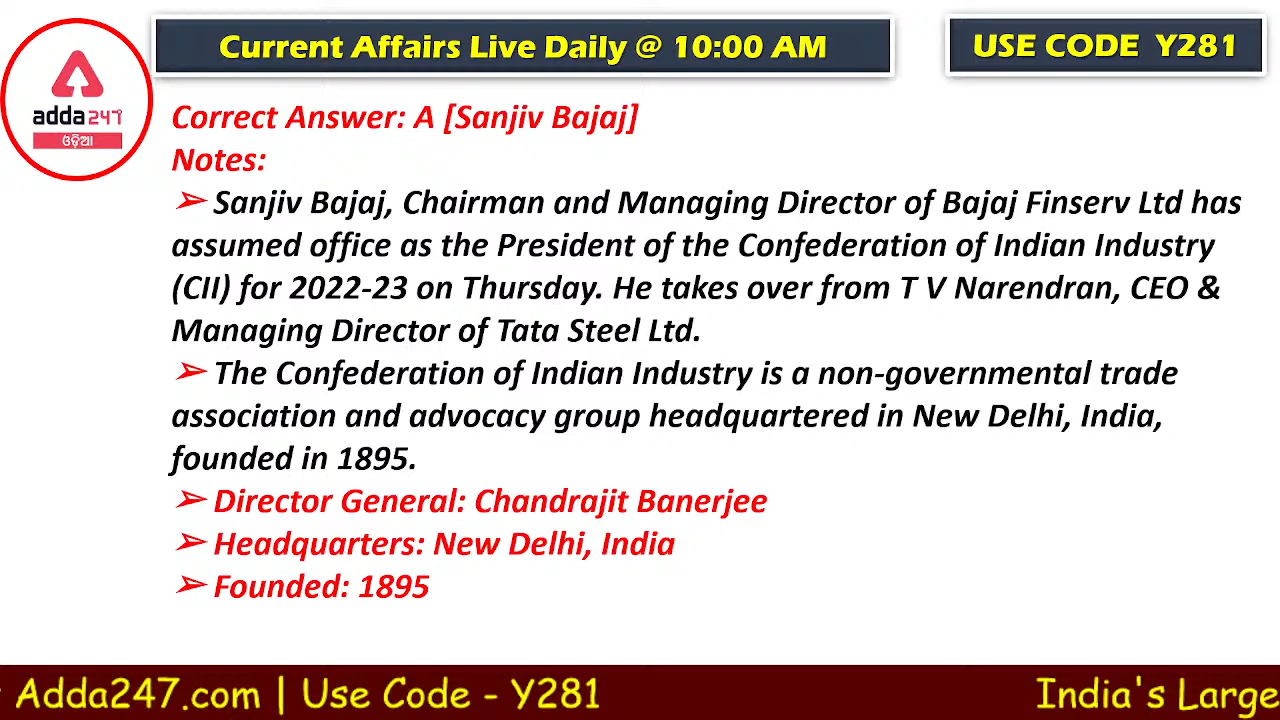 Current Affairs Live Daily @ 10:00 AM
USE CODE Y281
adda247
ଓଡ଼ିଆ
Correct Answer: A [Sanjiv Bajaj]
Notes:
➢ Sanjiv Bajaj, Chairman and Managing Director of Bajaj Finserv Ltd has
assumed office as the President of the Confederation of Indian Industry
(CII) for 2022-23 on Thursday. He takes over from T V Narendran, CEO &
Managing Director of Tata Steel Ltd.
➢ The Confederation of Indian Industry is a non-governmental trade
association and advocacy group headquartered in New Delhi, India,
founded in 1895.
➢ Director General: Chandrajit Banerjee
➢ Headquarters: New Delhi, India
➢ Founded: 1895
Adda247.com | Use Code - Y281
India's Large